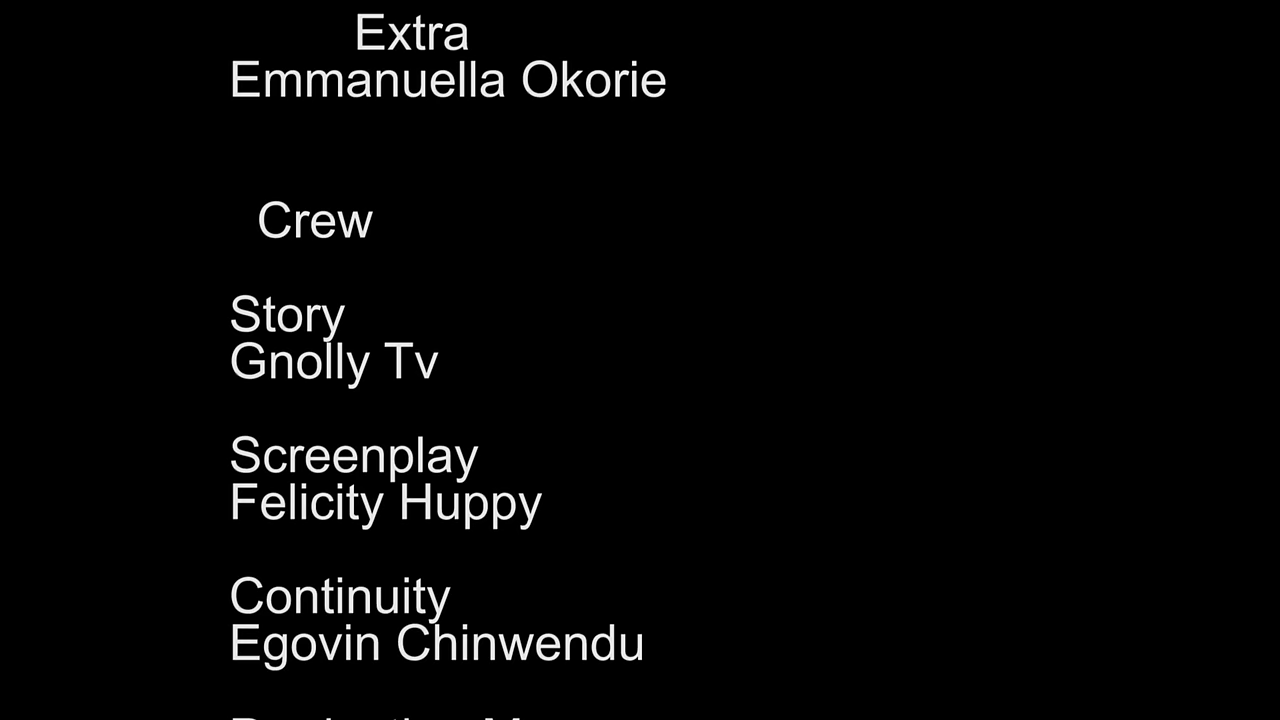 Extra
Emmanuella Okorie
Crew
Story
Gnolly Tv
Screenplay
Felicity Huppy
Continuity
Egovin Chinwendu